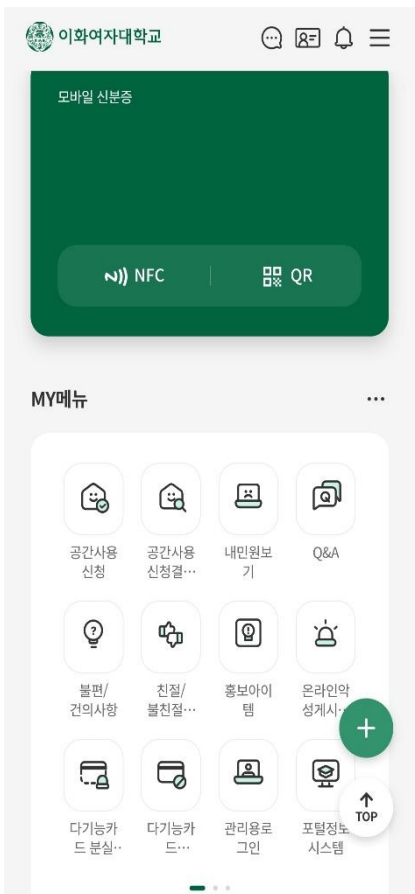 이화여자대학교
모바일 신분증
NFC
QR
MY메뉴
공간사용
신청
공간사용
신청결…
내민원보
기
Q&A
불편/
건의사항
친절/
불친절…
홍보아이
템
온라인악
성게시…
다기능카
드 분실…
다기능카
드…
관리용로
그인
포털정보
시스템
TOP